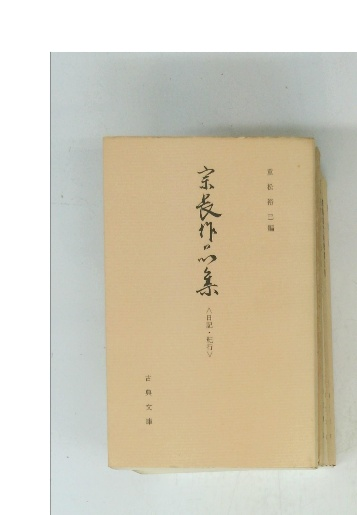 重松裕巳編
宗長作品集
〈日記・紀行〉
古典文庫